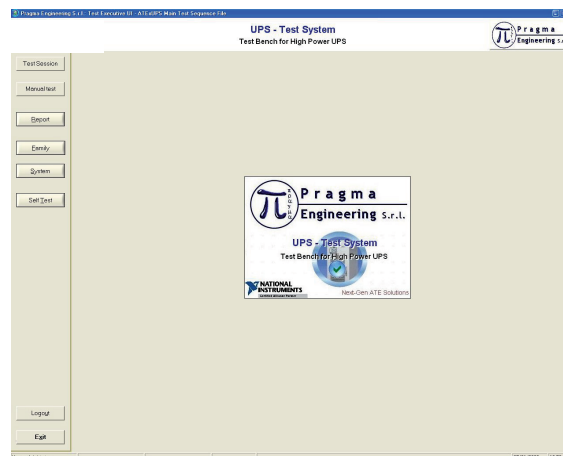 Pragma Engineering S.r.l. Test Executive UI - ATExUPS Main Test Sequence File
UPS - Test System
Test Bench for High Power UPS
Pragma
Engineering
Test Session
Manual test
Report
Family
System
Self Test
Pragma
Engineering S.r.l.
UPS - Test System
Test Bench for High Power UPS
NATIONAL
INSTRUMENTS
Next-Gen ATE Solutions
Logout
Exit